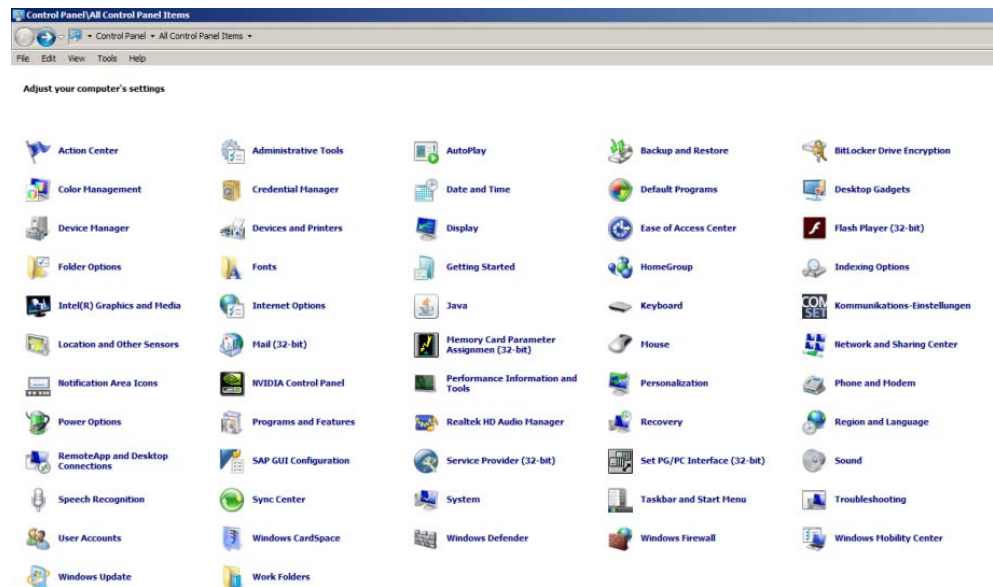 Control Panel\All Control Panel Items
Control Panel All Control Panel Items
File Edit View Tools Help
Adjust your computer's settings
Action Center
Administrative Tools
AutoPlay
Backup and Restore
BitLocker Drive Encryption
Color Management
Credential Manager
Date and Time
Default Programs
Desktop Gadgets
Device Manager
Devices and Printers
Display
Ease of Access Center
Flash Player (32-bit)
Folder Options
Fonts
Getting Started
HomeGroup
Indexing Options
Intel(R) Graphics and Media
Internet Options
Java
Keyboard
COM
SET
Kommunikations-Einstellungen
Location and Other Sensors
Mail (32-bit)
Memory Card Parameter
Assignmen (32-bit)
Mouse
Network and Sharing Center
Notification Area Icons
NVIDIA Control Panel
Performance Information and
Tools
Personalization
Phone and Modem
Power Options
Programs and Features
Realtek HD Audio Manager
Recovery
Region and Language
RemoteApp and Desktop
Connections
SAP GUI Configuration
Service Provider (32-bit)
Set PG/PC Interface (32-bit)
Sound
Speech Recognition
Sync Center
System
Taskbar and Start Menu
Troubleshooting
User Accounts
Windows CardSpace
Windows Defender
Windows Firewall
Windows Mobility Center
Windows Update
Work Folders